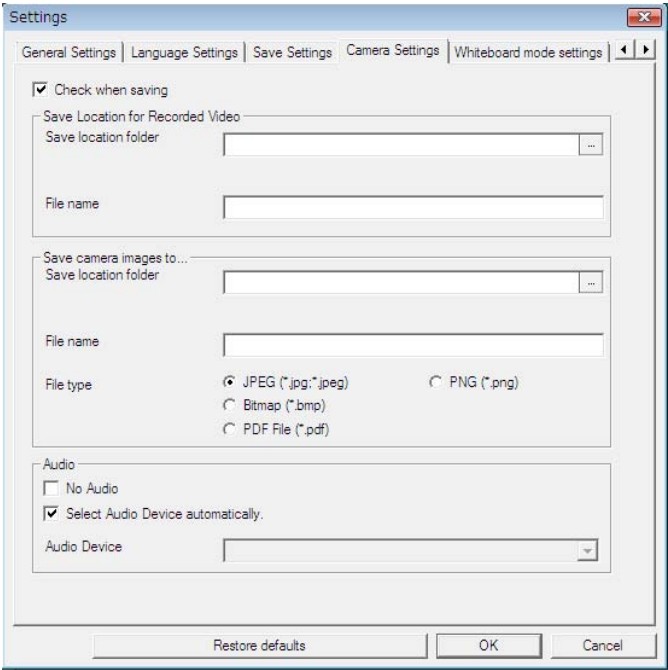 Settings
General Settings Language Settings Save Settings Camera Settings Whiteboard mode settings
Check when saving
Save Location for Recorded Video
Save location folder
...
File name
Save camera images to...
Save location folder
...
File name
File type JPEG (*.jpg;*.jpeg) PNG (*.png)
Bitmap (*.bmp)
PDF File (*.pdf)
Audio
No Audio
Select Audio Device automatically.
Audio Device
Restore defaults OK Cancel